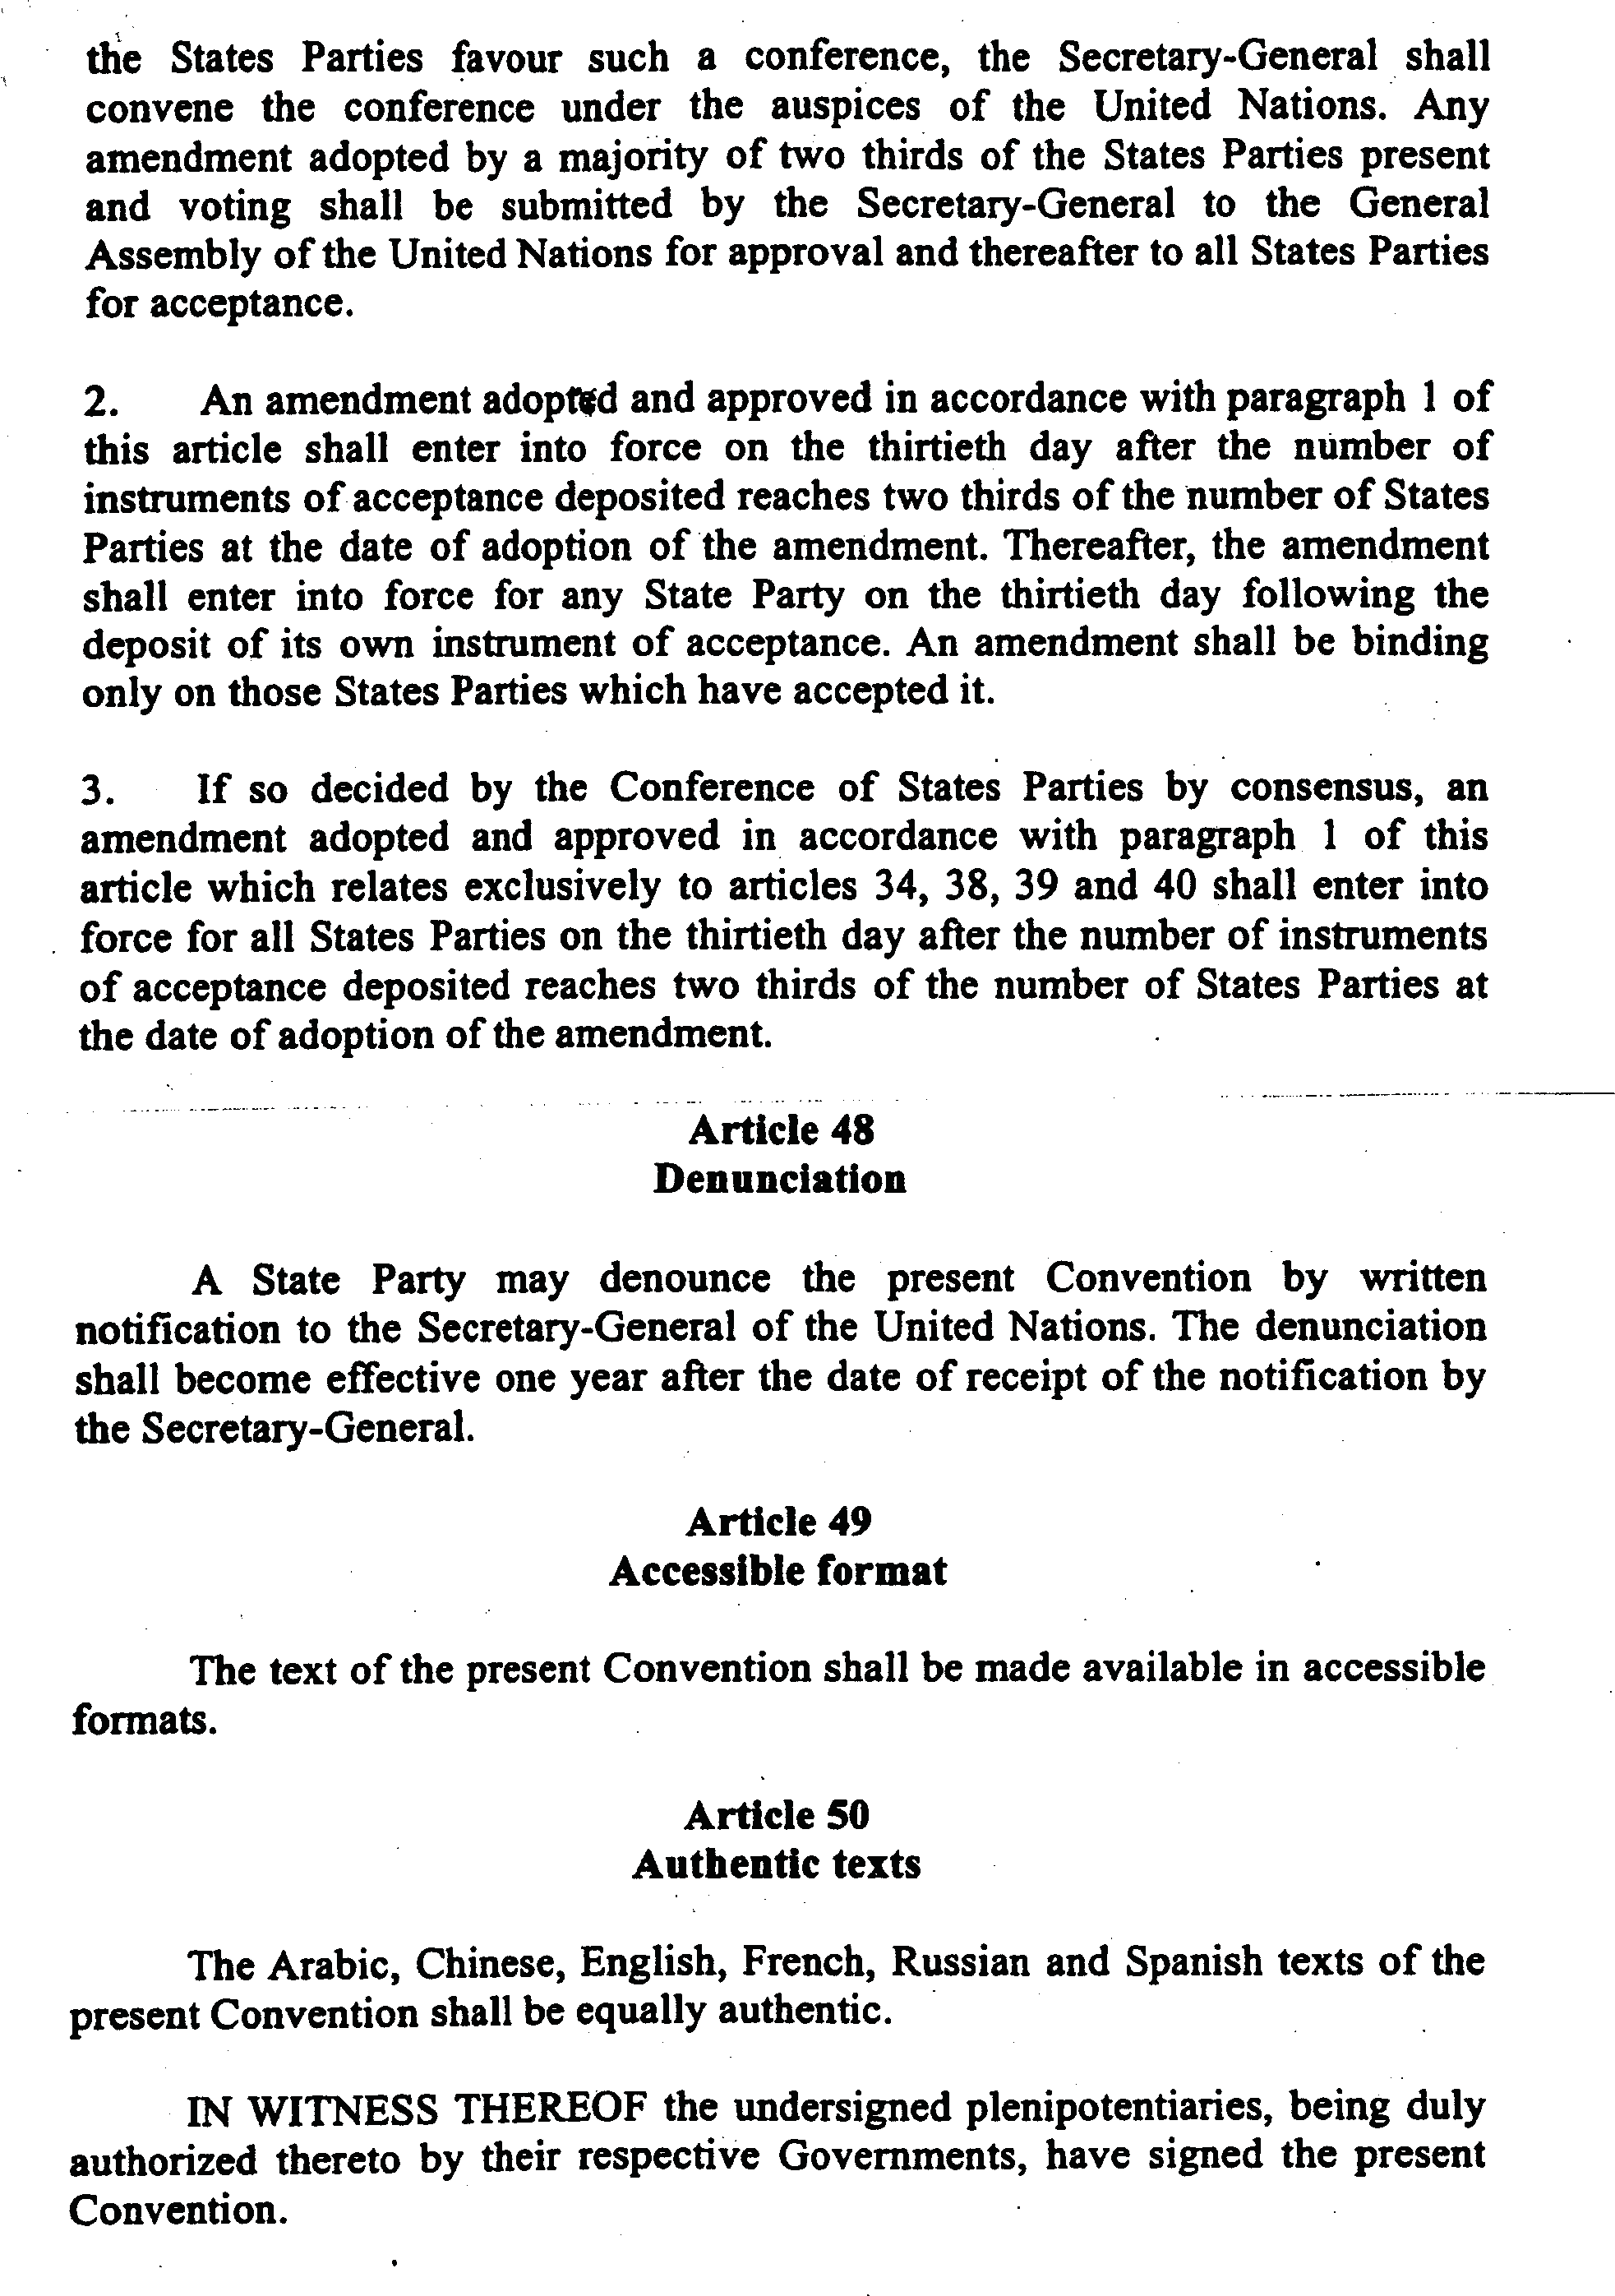 the States Parties favour such a conference, the Secretary-General shall
convene the conference under the auspices of the United Nations. Any
amendment adopted by a majority of two thirds of the States Parties present
and voting shall be submitted by the Secretary-General to the General
Assembly of the United Nations for approval and thereafter to all States Parties
for acceptance.
2. An amendment adopted and approved in accordance with paragraph 1 of
this article shall enter into force on the thirtieth day after the number of
instruments of acceptance deposited reaches two thirds of the number of States
Parties at the date of adoption of the amendment. Thereafter, the amendment
shall enter into force for any State Party on the thirtieth day following the
deposit of its own instrument of acceptance. An amendment shall be binding
only on those States Parties which have accepted it.
3. If so decided by the Conference of States Parties by consensus, an
amendment adopted and approved in accordance with paragraph 1 of this
article which relates exclusively to articles 34, 38, 39 and 40 shall enter into
force for all States Parties on the thirtieth day after the number of instruments
of acceptance deposited reaches two thirds of the number of States Parties at
the date of adoption of the amendment.
Article 48
Denunciation
A State Party may denounce the present Convention by written
notification to the Secretary-General of the United Nations. The denunciation
shall become effective one year after the date of receipt of the notification by
the Secretary-General.
Article 49
Accessible format
The text of the present Convention shall be made available in accessible
formats.
Article 50
Authentic texts
The Arabic, Chinese, English, French, Russian and Spanish texts of the
present Convention shall be equally authentic.
IN WITNESS THEREOF the undersigned plenipotentiaries, being duly
authorized thereto by their respective Governments, have signed the present
Convention.